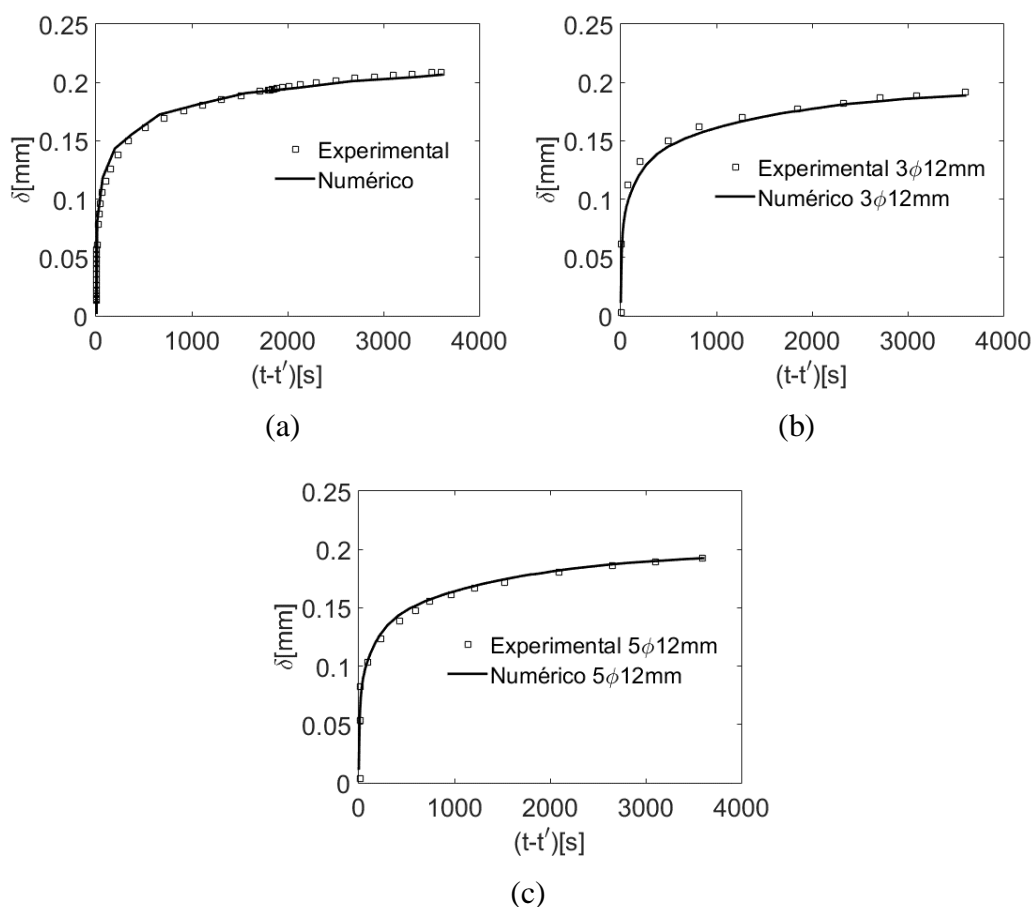 0.25
0.2
0.15
0.1
0.05
0
δ[mm]
Experimental
Numérico
0 1000 2000 3000 4000
(t-t′)[s]
(a)
0.25
0.2
0.15
0.1
0.05
0
δ[mm]
Experimental 3ϕ12mm
Numérico 3ϕ12mm
0 1000 2000 3000 4000
(t-t′)[s]
(b)
0.25
0.2
0.15
0.1
0.05
0
δ[mm]
Experimental 5ϕ12mm
Numérico 5ϕ12mm
0 1000 2000 3000 4000
(t-t′)[s]
(c)